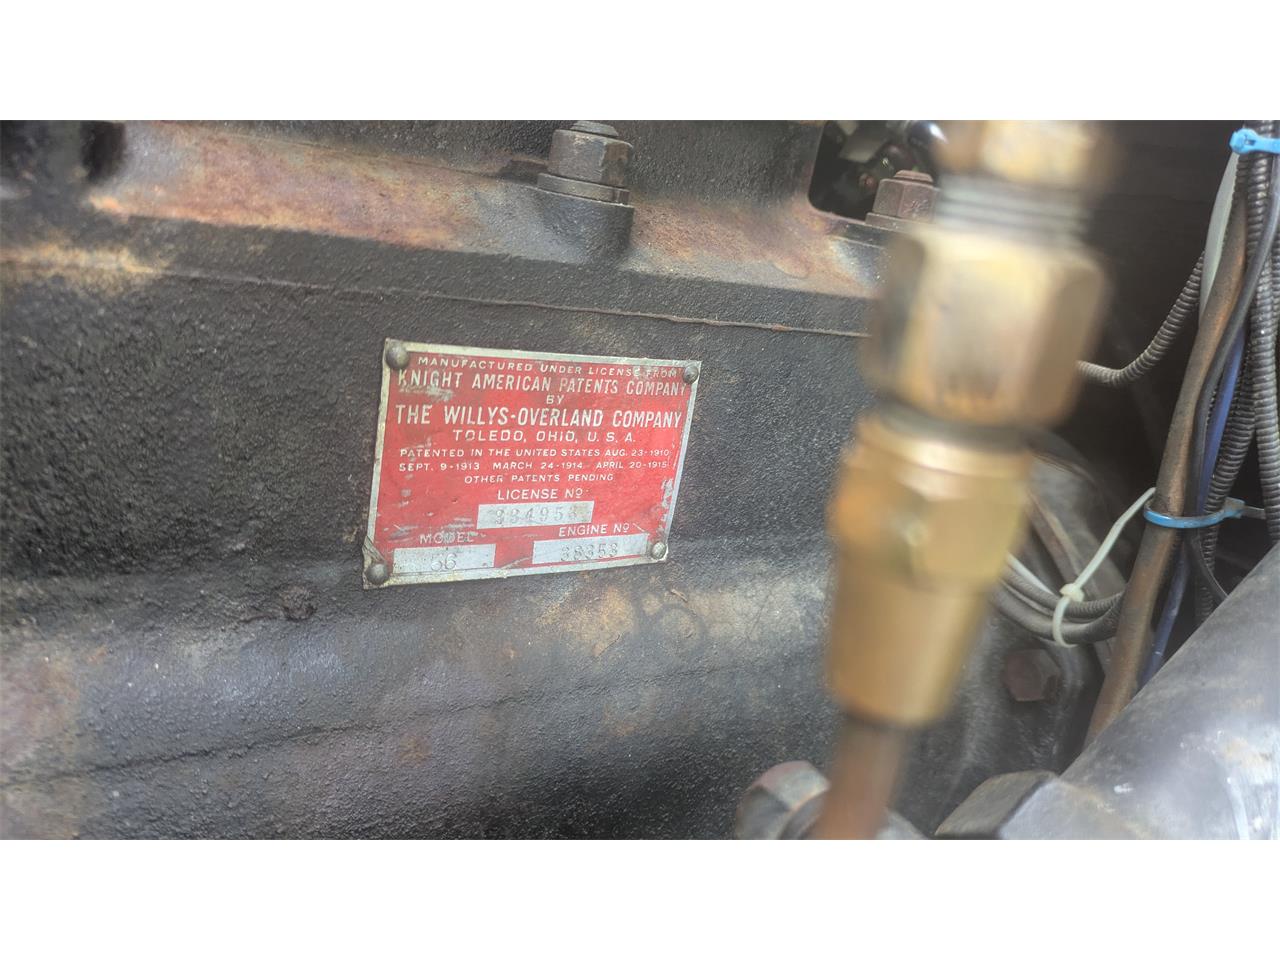 MANUFACTURED UNDER LICENSE FROM
KNIGHT AMERICAN PATENTS COMPANY
BY
THE WILLYS-OVERLAND COMPANY
TOLEDO, OHIO, U. S. A.
PATENTED IN THE UNITED STATES AUG. 23-1910
SEPT. 9-1913 MARCH 24-1914 APRIL 20-1915
OTHER PATENTS PENDING
LICENSE Nº
MODEL ENGINE Nº